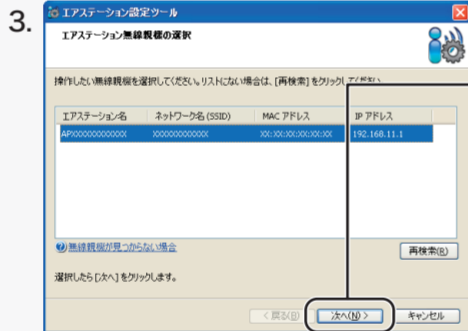 3.
エアステーション設定ツール
エアステーション無線親機の選択
操作したい無線親機を選択してください。リストにない場合は、[再検索]をクリックしてください。
エアステーション名 ネットワーク名(SSID) MAC アドレス IP アドレス
APXXXXXXXXXXXX XXXXXXXXXXXX XX:XX:XX:XX:XX:XX 192.168.11.1
無線親機が見つからない場合
再検索(R)
選択したら[次へ]をクリックします。
< 戻る(B) 次へ(N) > キャンセル